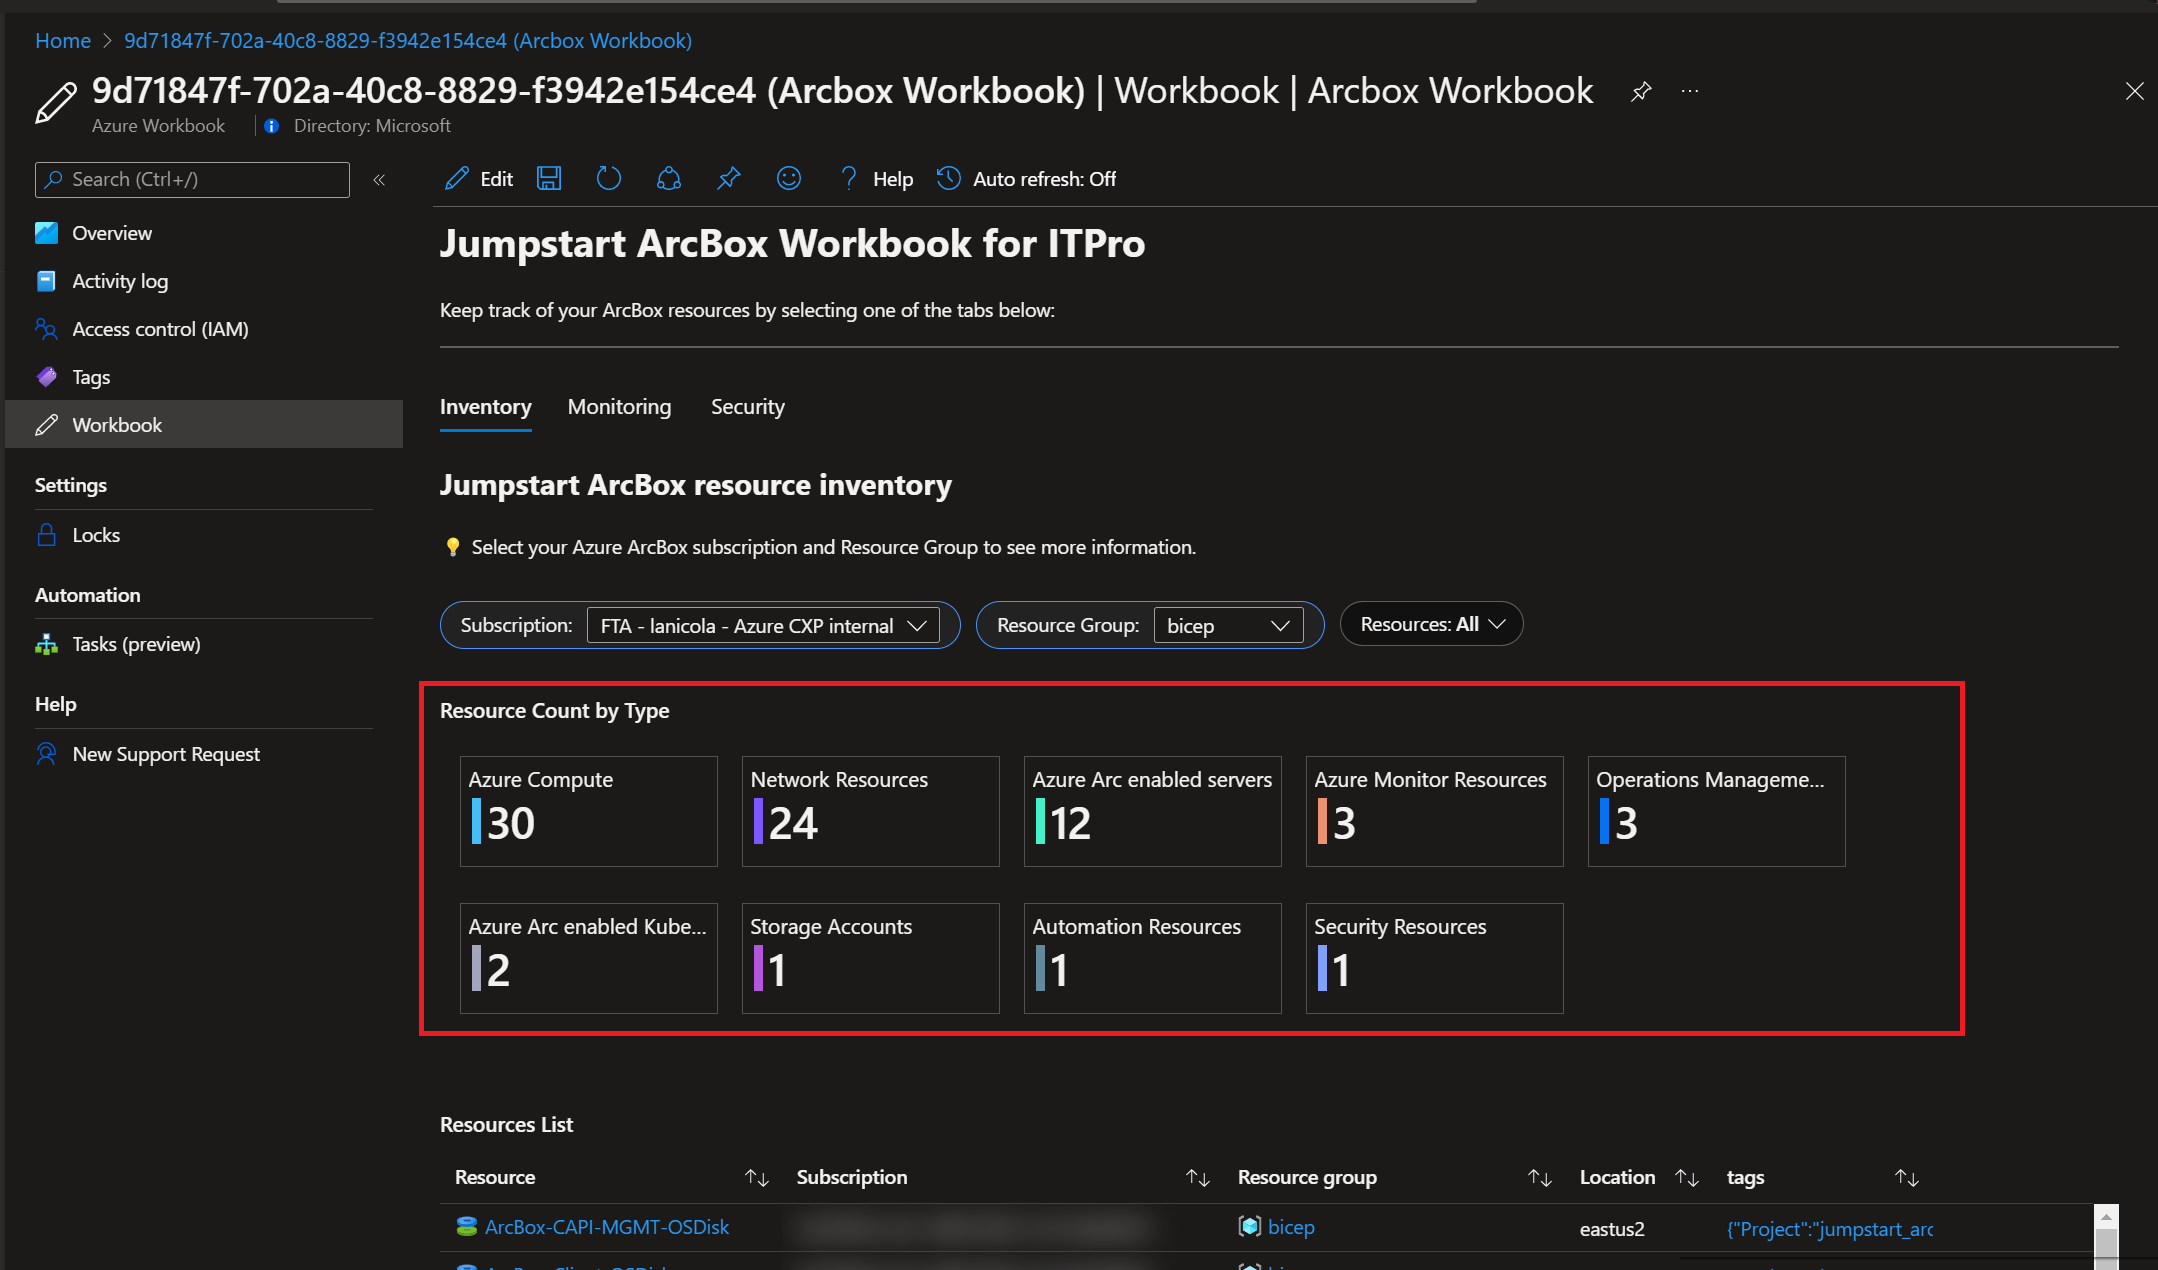 Home > 9d71847f-702a-40c8-8829-f3942e154ce4 (Arcbox Workbook)
9d71847f-702a-40c8-8829-f3942e154ce4 (Arcbox Workbook) | Workbook | Arcbox Workbook
Azure Workbook | Directory: Microsoft
Search (Ctrl+/)
Overview
Activity log
Access control (IAM)
Tags
Workbook
Settings
Locks
Automation
Tasks (preview)
Help
New Support Request
Edit
? Help
Auto refresh: Off
Jumpstart ArcBox Workbook for ITPro
Keep track of your ArcBox resources by selecting one of the tabs below:
Inventory Monitoring Security
Jumpstart ArcBox resource inventory
Select your Azure ArcBox subscription and Resource Group to see more information.
Subscription: FTA - lanicola - Azure CXP internal
Resource Group: bicep
Resources: All
Resource Count by Type
Azure Compute
30
Network Resources
24
Azure Arc enabled servers
12
Azure Monitor Resources
3
Operations Manageme...
3
Azure Arc enabled Kube...
2
Storage Accounts
1
Automation Resources
1
Security Resources
1
Resources List
Resource Subscription Resource group Location tags
ArcBox-CAPI-MGMT-OSDisk bicep eastus2 {"Project":"jumpstart_arc